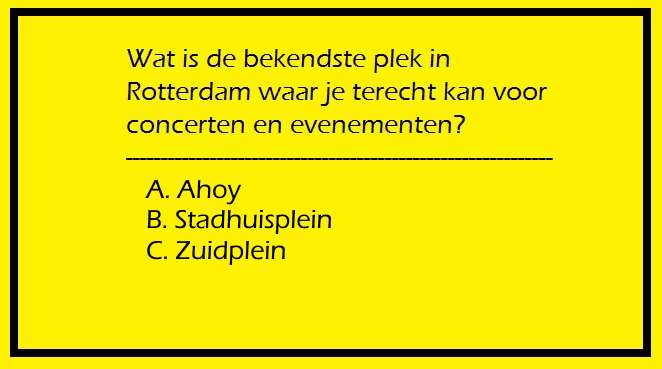 Wat is de bekendste plek in
Rotterdam waar je terecht kan voor
concerten en evenementen?
-------------------------------------------------------------
A. Ahoy
B. Stadhuisplein
C. Zuidplein